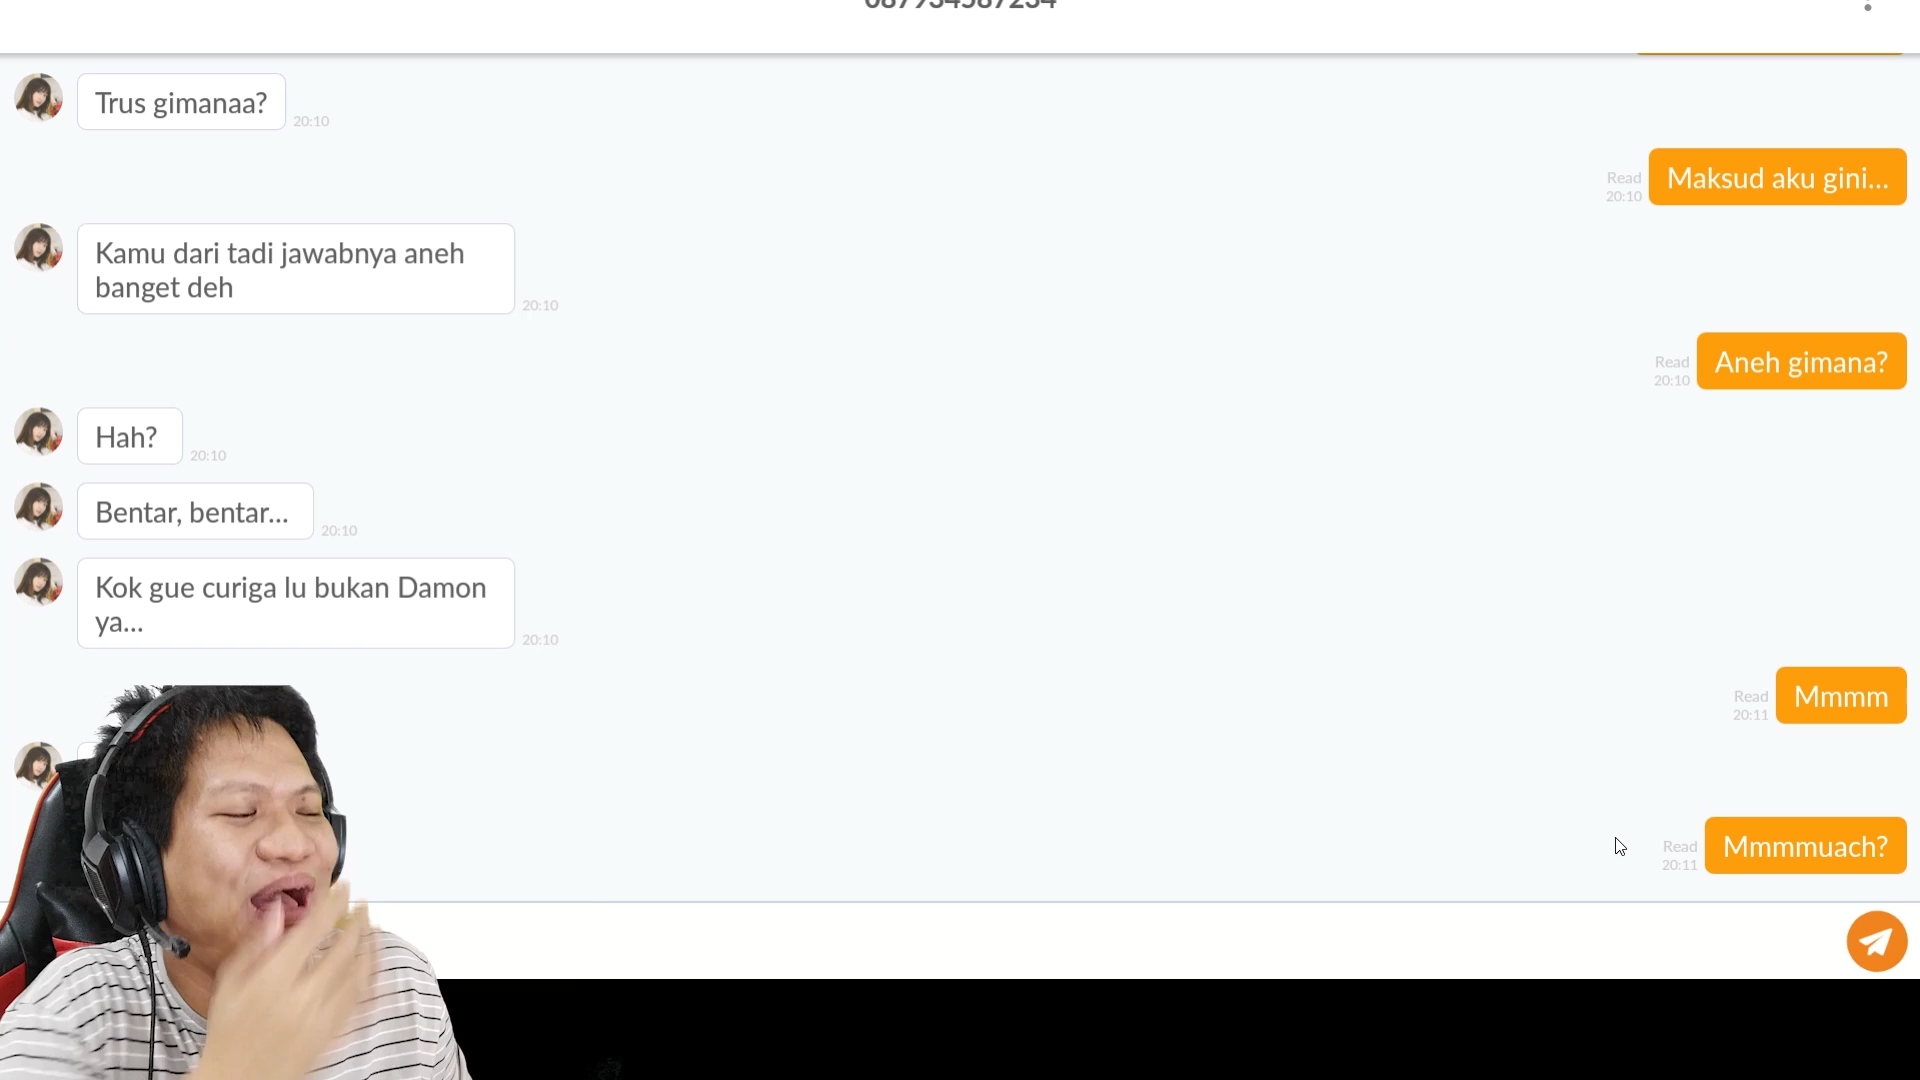 Trus gimanaa?
20:10
Maksud aku gini...
Read
20:10
Kamu dari tadi jawabnya aneh
banget deh
20:10
Aneh gimana?
Read
20:10
Hah?
20:10
Bentar, bentar...
20:10
Kok gue curiga lu bukan Damon
ya...
20:10
Mmmm
Read
20:11
Mmmmuach?
Read
20:11